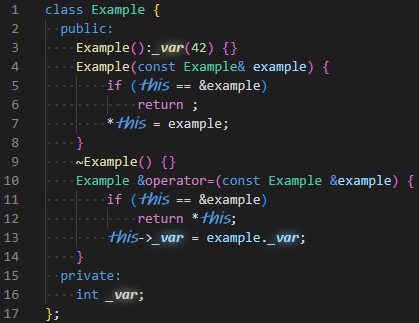 1 class Example {
2   public:
3     Example():_var(42) {}
4     Example(const Example& example) {
5         if (this == &example)
6             return ;
7         *this = example;
8     }
9     ~Example() {}
10     Example &operator=(const Example &example) {
11         if (this == &example)
12             return *this;
13         this->_var = example._var;
14     }
15   private:
16     int _var;
17 };